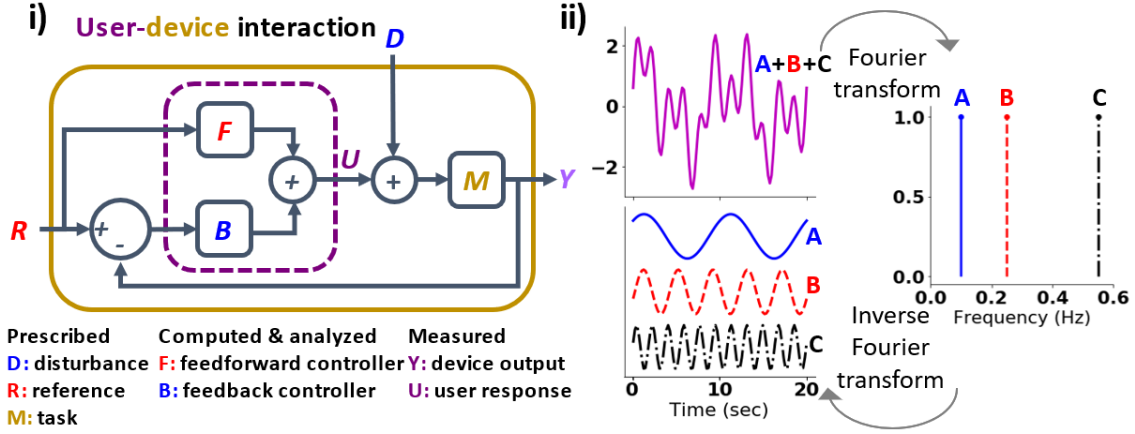 i)
User-device interaction
D
F
U
+
+
M
Y
R
+
-
B
Prescribed
D: disturbance
R: reference
M: task
Computed & analyzed
F: feedforward controller
B: feedback controller
Measured
Y: device output
U: user response
ii)
2
0
−2
A+B+C
A
B
C
0
10
20
Time (sec)
Fourier
transform
A
B
C
1.0
0.5
0.0
0.0
0.2
0.4
0.6
Frequency (Hz)
Inverse
Fourier
transform